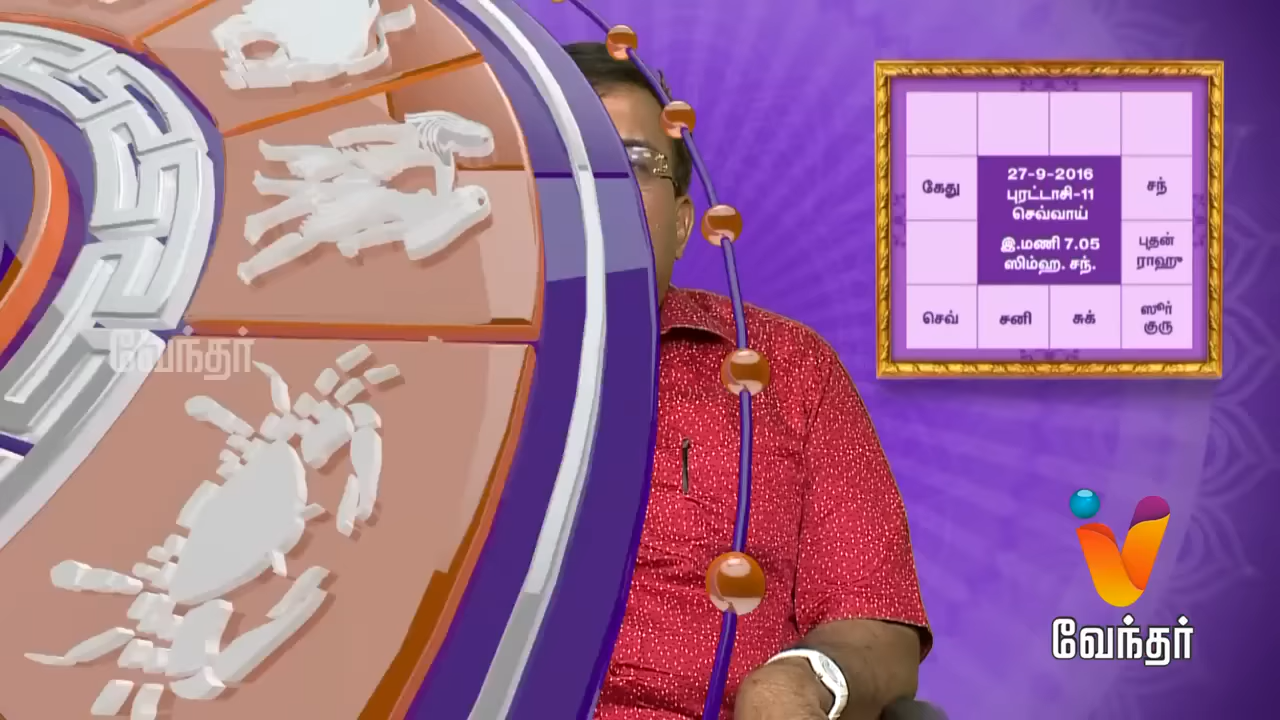 கேது
27-9-2016
புரட்டாசி-11
செவ்வாய்
இ.மணி 7.05
ஸிம்ஹ. சந்.
சந்
புதன்
ராஹு
செவ்
சனி
சுக்
ஸூர்
குரு
வேந்தர்
வேந்தர்